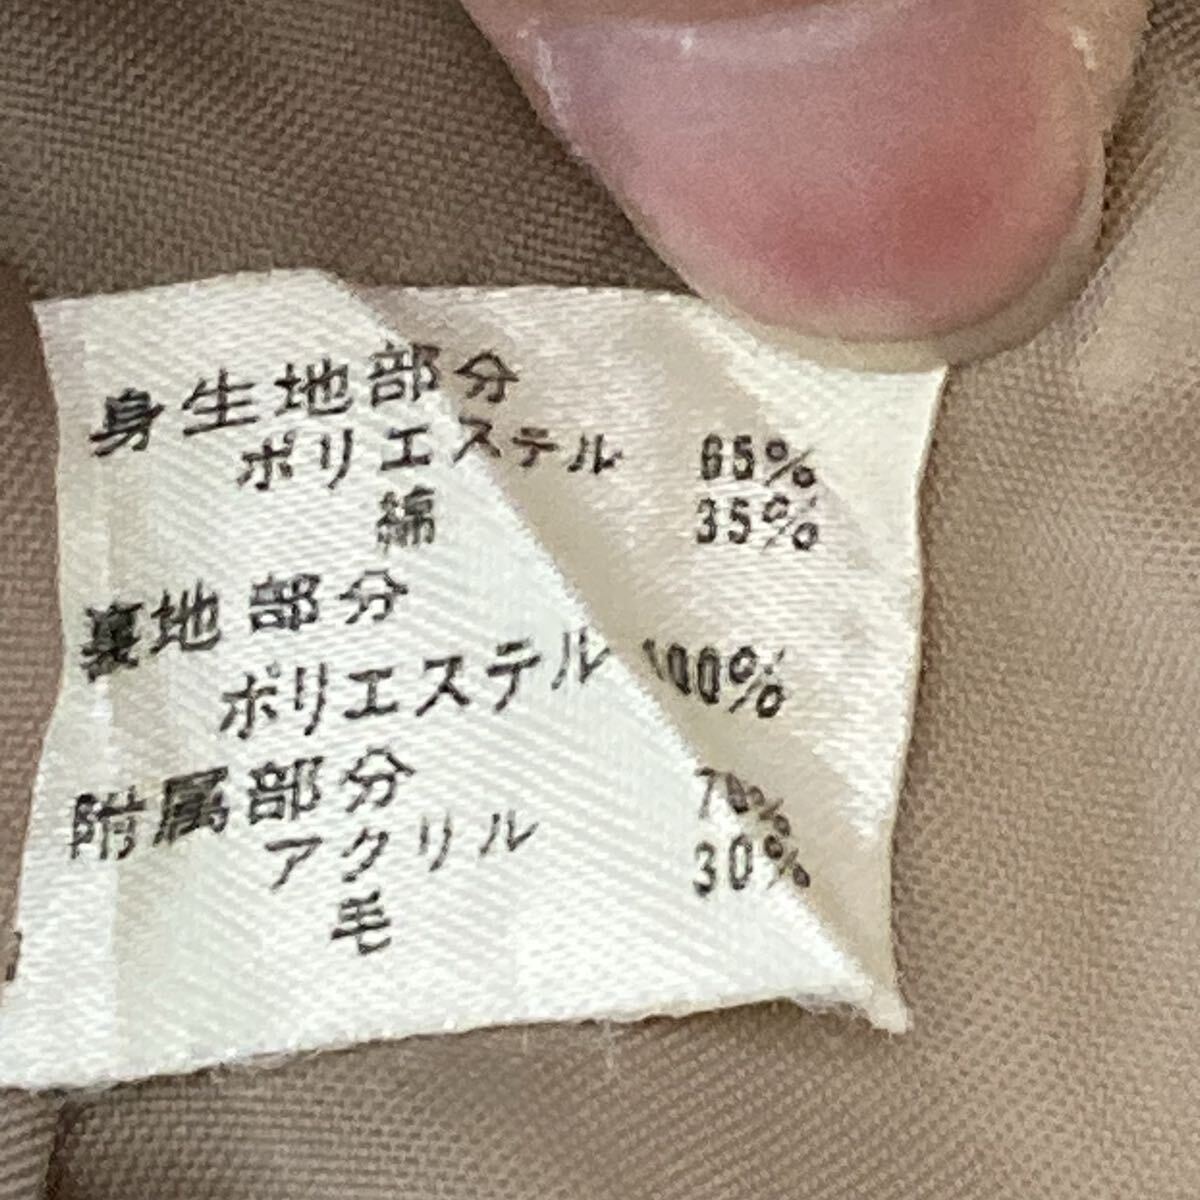 身生地部分
ポリエステル 65%
綿 35%
裏地部分
ポリエステル 100%
附属部分
アクリル 70%
毛 30%